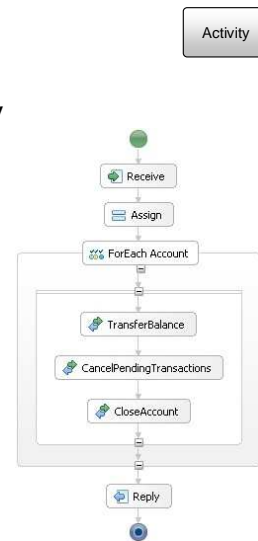 Activity
Receive
Assign
ForEach Account
TransferBalance
CancelPendingTransactions
CloseAccount
Reply